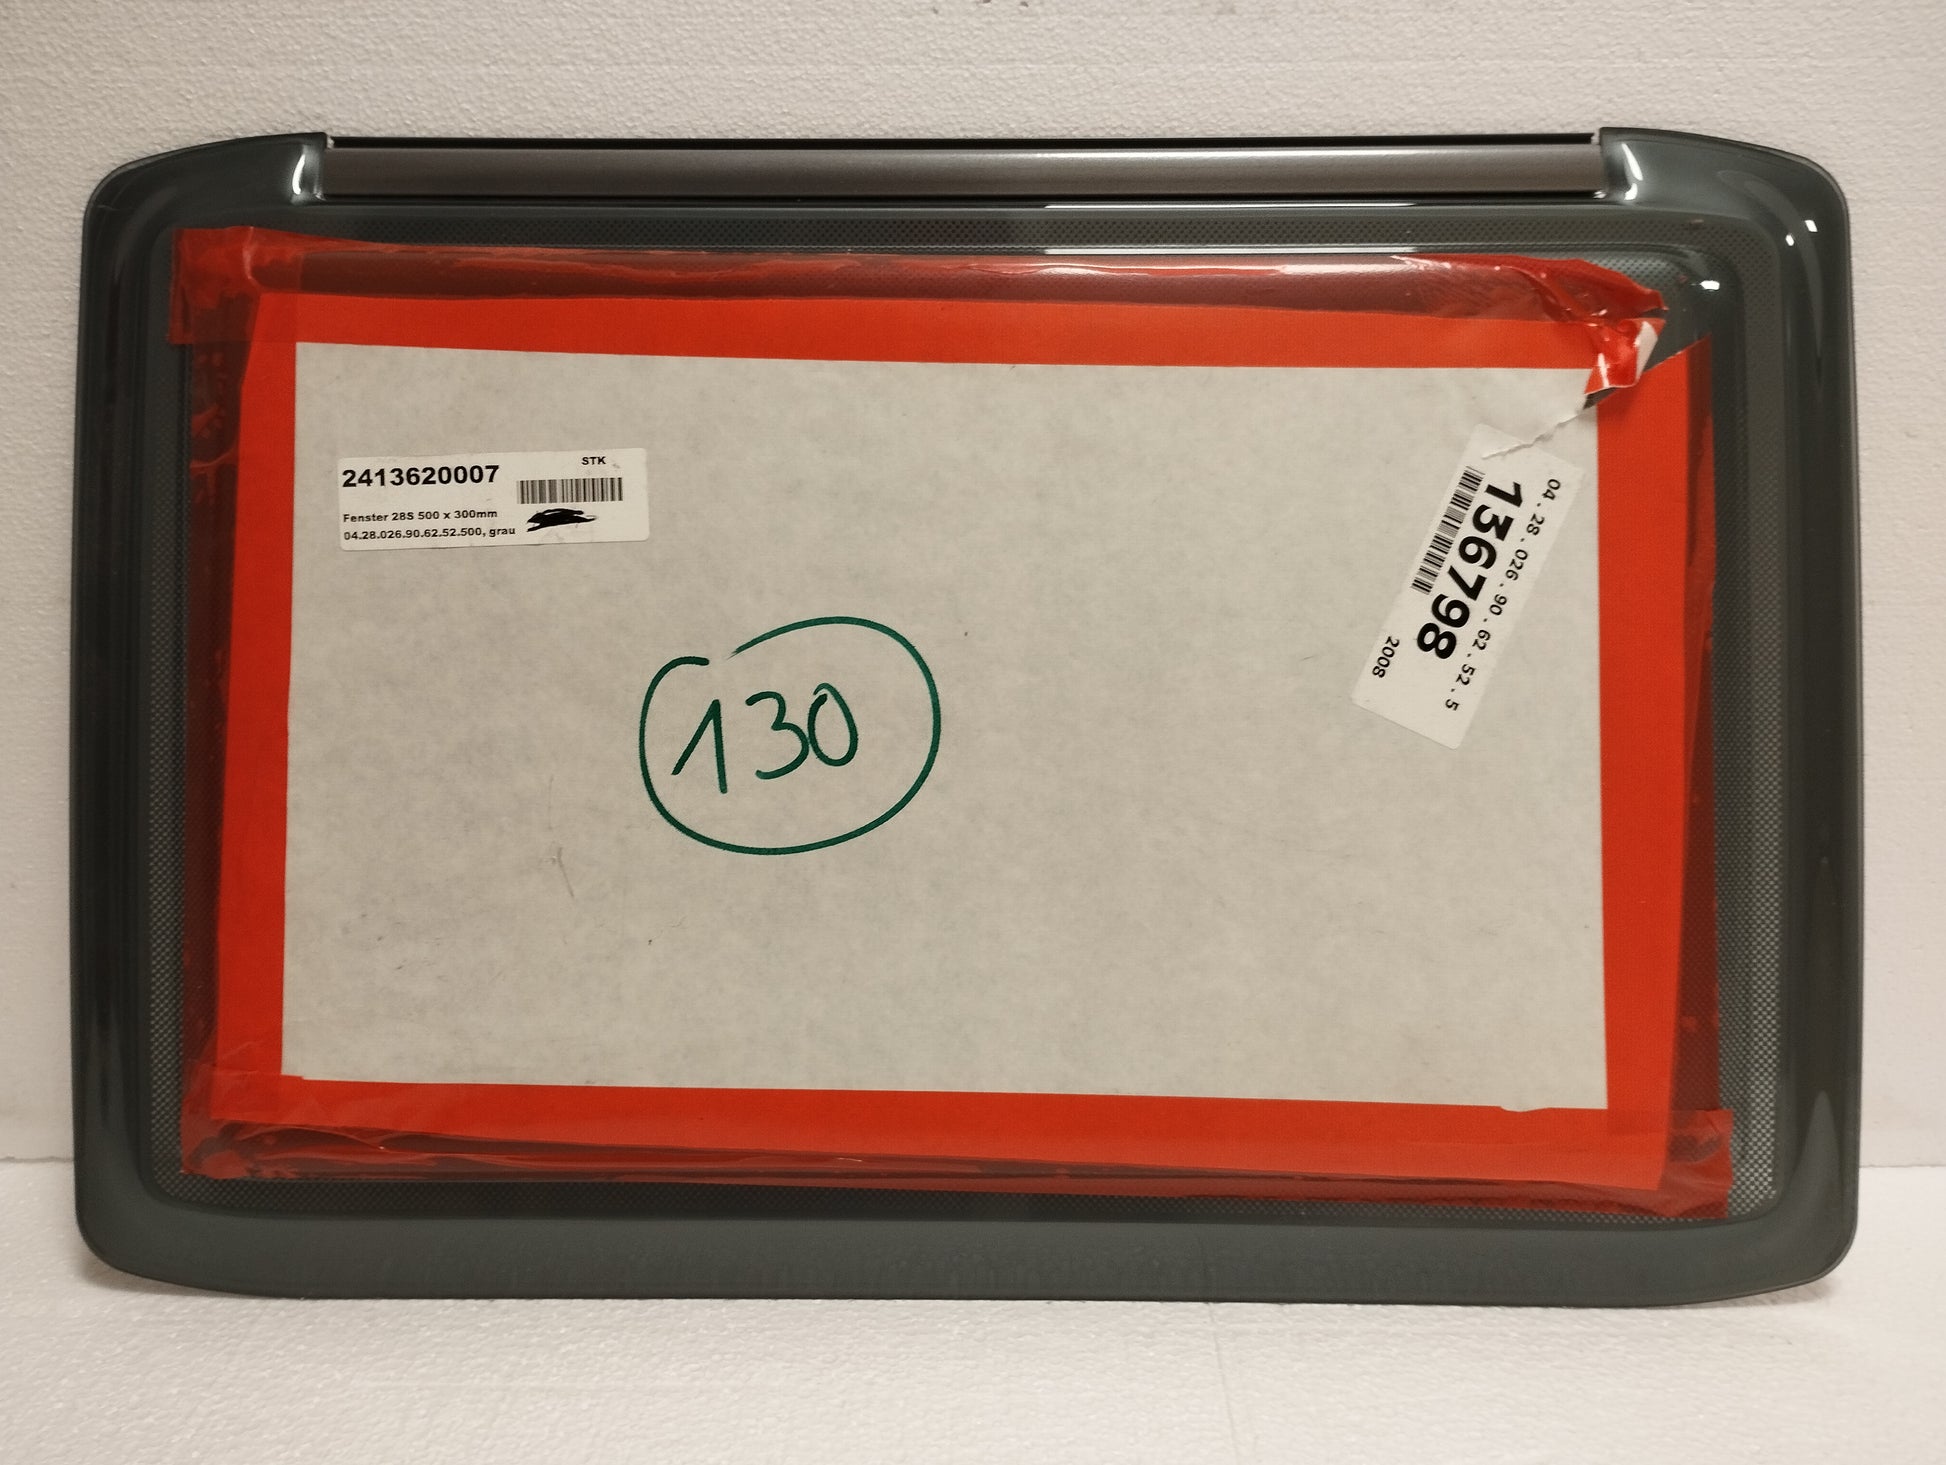 2413620007
STK
Fenster 28S 500 x 300mm
04.28.026.90.62.52.500, grau
130
04.28.026.90.62.52.5
136798
2008